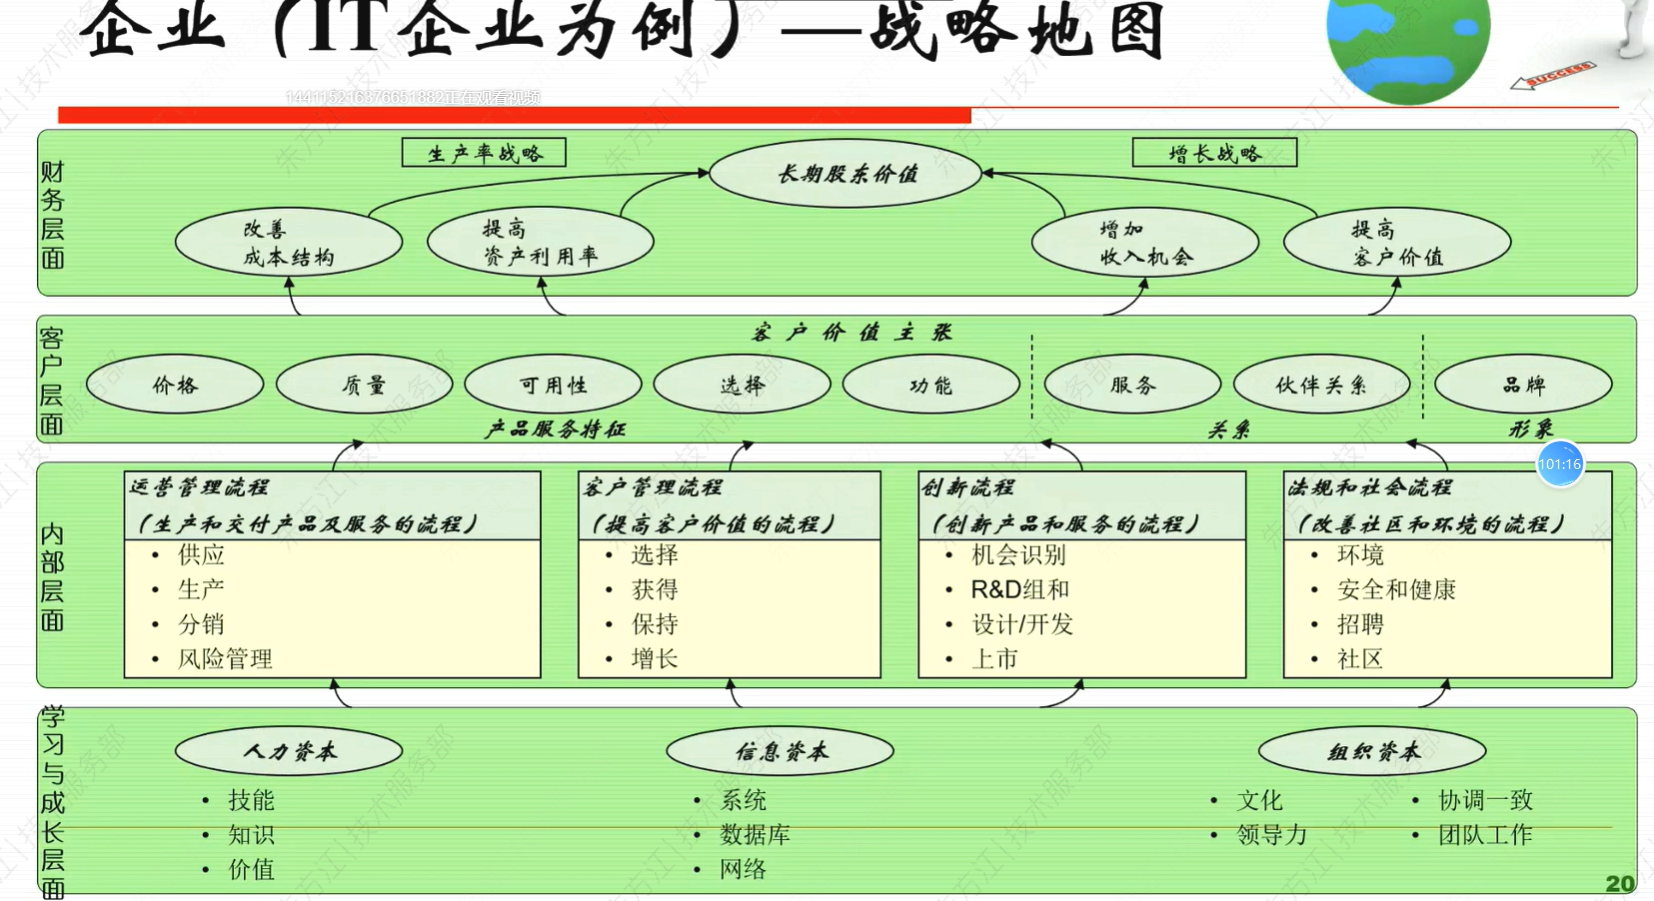 企业（IT企业为例）—战略地图
SUCCESS
144115216376651882正在观看视频
财务层面
生产率战略
长期股东价值
增长战略
改善
成本结构
提高
资产利用率
增加
收入机会
提高
客户价值
客户层面
客户价值主张
价格
质量
可用性
选择
功能
服务
伙伴关系
品牌
产品服务特征
关系
形象
101:16
内部层面
运营管理流程
（生产和交付产品及服务的流程）
• 供应
• 生产
• 分销
• 风险管理
客户管理流程
（提高客户价值的流程）
• 选择
• 获得
• 保持
• 增长
创新流程
（创新产品和服务的流程）
• 机会识别
• R&D组和
• 设计/开发
• 上市
法规和社会流程
（改善社区和环境的流程）
• 环境
• 安全和健康
• 招聘
• 社区
学习与成长层面
人力资本
• 技能
• 知识
• 价值
信息资本
• 系统
• 数据库
• 网络
组织资本
• 文化
• 领导力
• 协调一致
• 团队工作
20
朱方江|技术服务部